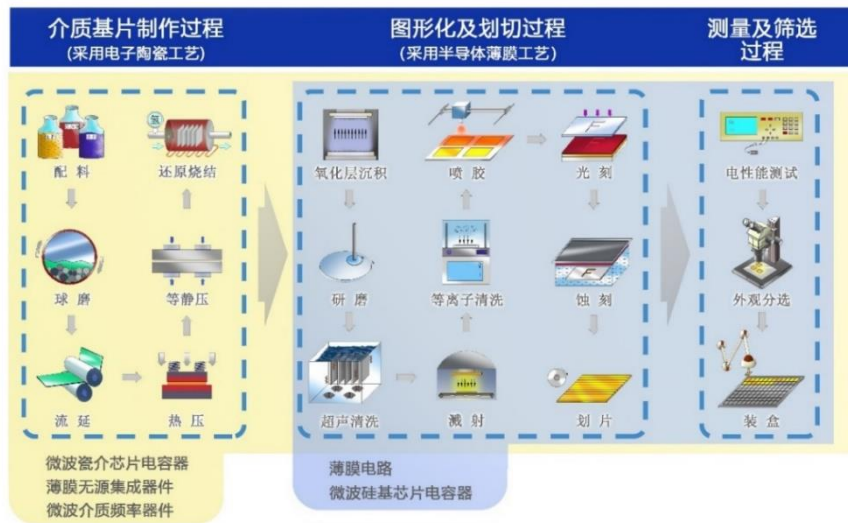 介质基片制作过程
(采用电子陶瓷工艺)
图形化及划切过程
(采用半导体薄膜工艺)
测量及筛选
过程
配料
氢
还原烧结
球磨
等静压
流延
热压
氧化层沉积
喷胶
光刻
研磨
等离子清洗
蚀刻
超声清洗
溅射
划片
电性能测试
外观分选
装盒
微波瓷介芯片电容器
薄膜无源集成器件
微波介质频率器件
薄膜电路
微波硅基芯片电容器